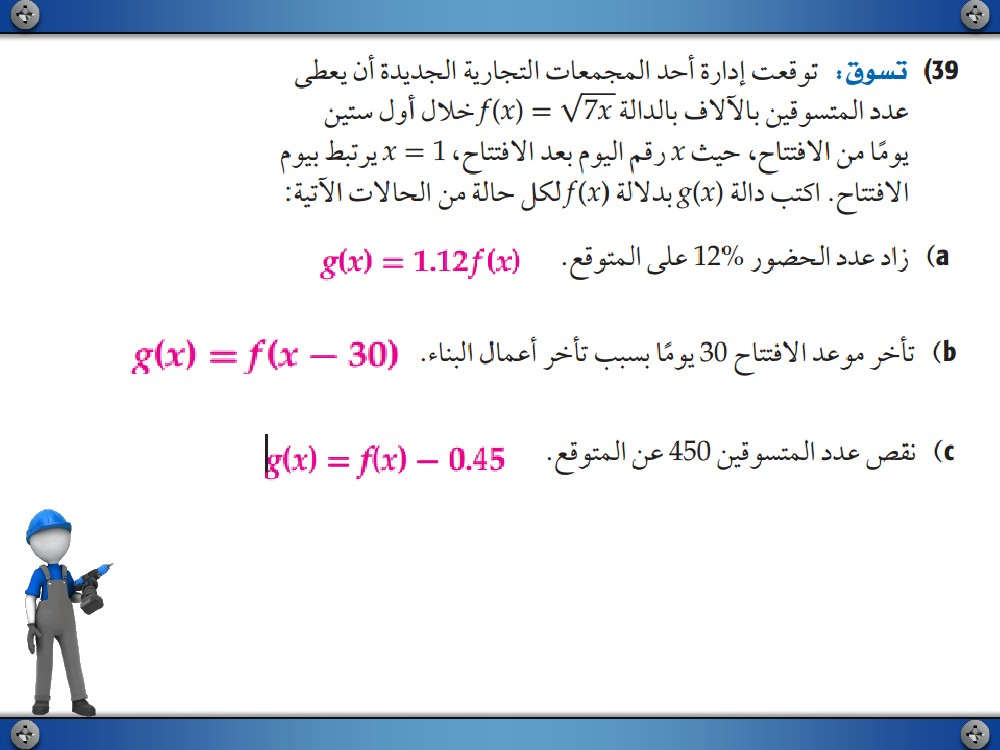 39) تسوق: توقعت إدارة أحد المجمعات التجارية الجديدة أن يعطى
عدد المتسوقين بالآلاف بالدالة f(x) = √7x خلال أول ستين
يومًا من الافتتاح، حيث x رقم اليوم بعد الافتتاح، x = 1 يرتبط بيوم
الافتتاح. اكتب دالة g(x) بدلالة f(x) لكل حالة من الحالات الآتية:
a) زاد عدد الحضور 12% على المتوقع. g(x) = 1.12f(x)
b) تأخر موعد الافتتاح 30 يومًا بسبب تأخر أعمال البناء. g(x) = f(x − 30)
c) نقص عدد المتسوقين 450 عن المتوقع. g(x) = f(x) − 0.45